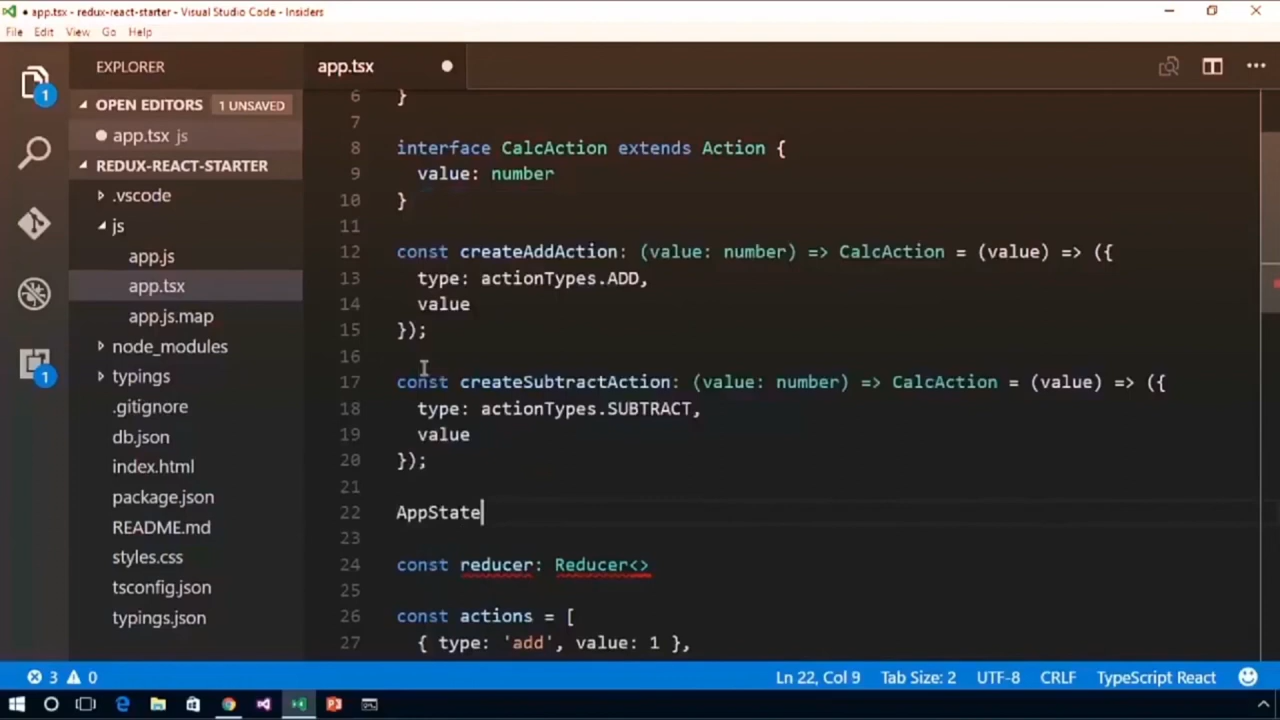 ● app.tsx - redux-react-starter - Visual Studio Code - Insiders
File Edit View Go Help
EXPLORER
OPEN EDITORS 1 UNSAVED
app.tsx js
REDUX-REACT-STARTER
.vscode
js
app.js
app.tsx
app.js.map
node_modules
typings
.gitignore
db.json
index.html
package.json
README.md
styles.css
tsconfig.json
typings.json
1
1
app.tsx
6 }
7
8 interface CalcAction extends Action {
9   value: number
10 }
11
12 const createAddAction: (value: number) => CalcAction = (value) => ({
13   type: actionTypes.ADD,
14   value
15 });
16
17 const createSubtractAction: (value: number) => CalcAction = (value) => ({
18   type: actionTypes.SUBTRACT,
19   value
20 });
21
22 AppState
23
24 const reducer: Reducer<>
25
26 const actions = [
27   { type: 'add', value: 1 },
3 0 Ln 22, Col 9 Tab Size: 2 UTF-8 CRLF TypeScript React